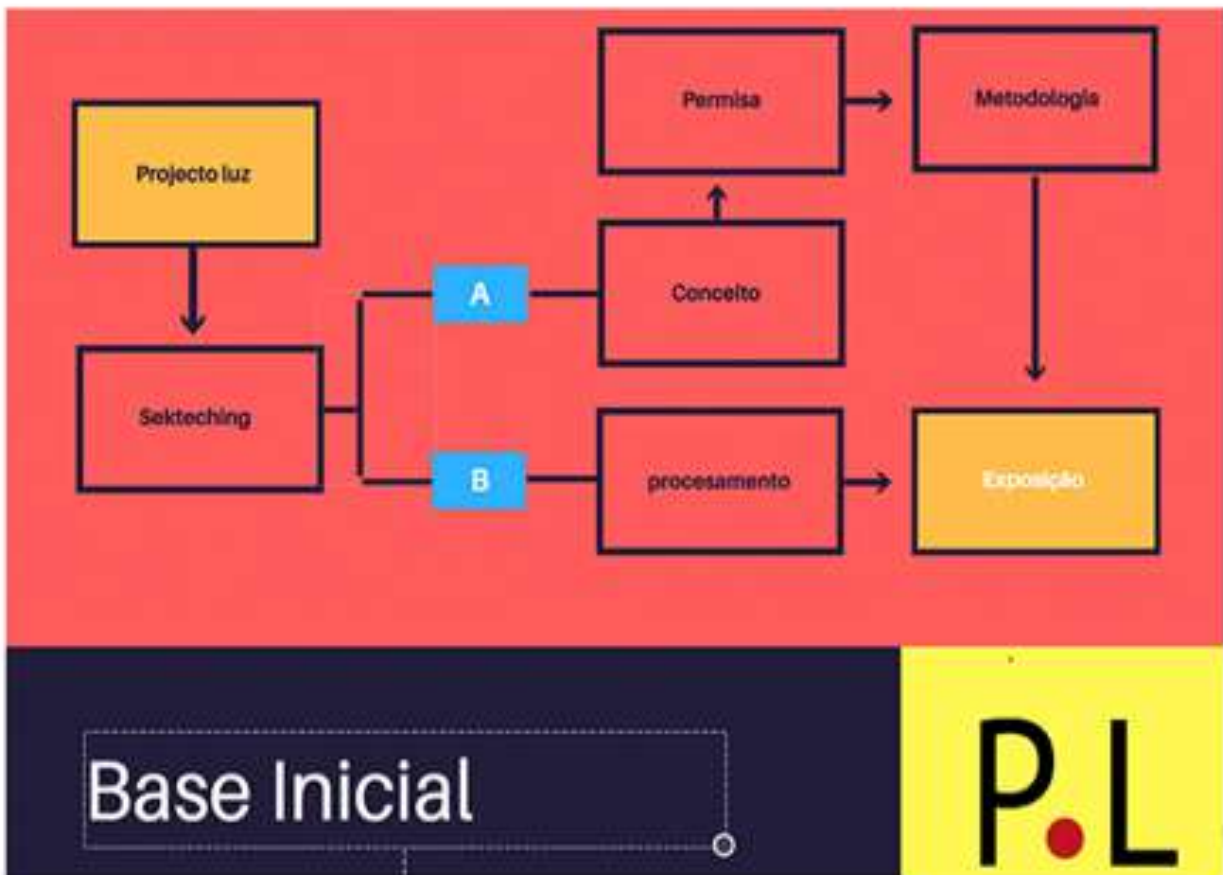 Projecto luz
Sekteching
A
B
Conceito
Permisa
Metodologia
procesamento
Exposição
Base Inicial
P.L